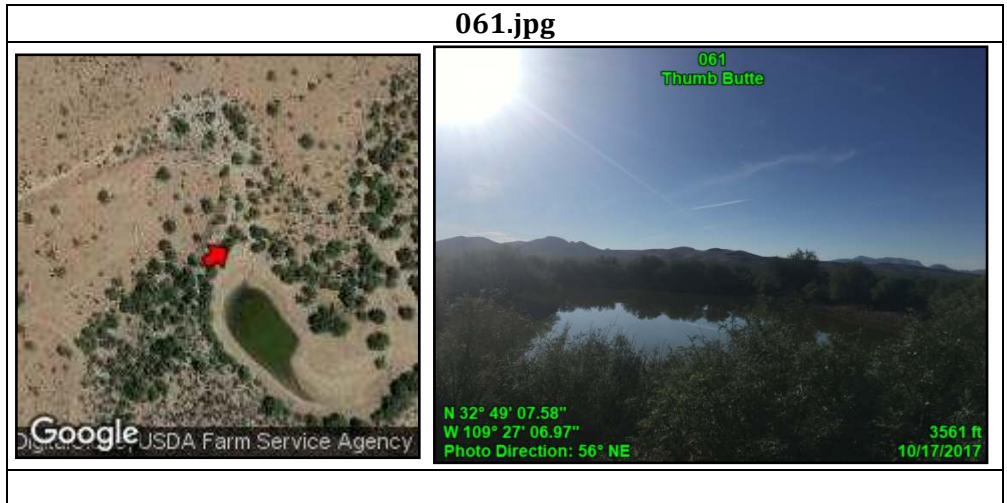 061.jpg
061
Thumb Butte
N 32° 49' 07.58"
W 109° 27' 06.97"
Photo Direction: 56° NE
3561 ft
10/17/2017
Google
USDA Farm Service Agency